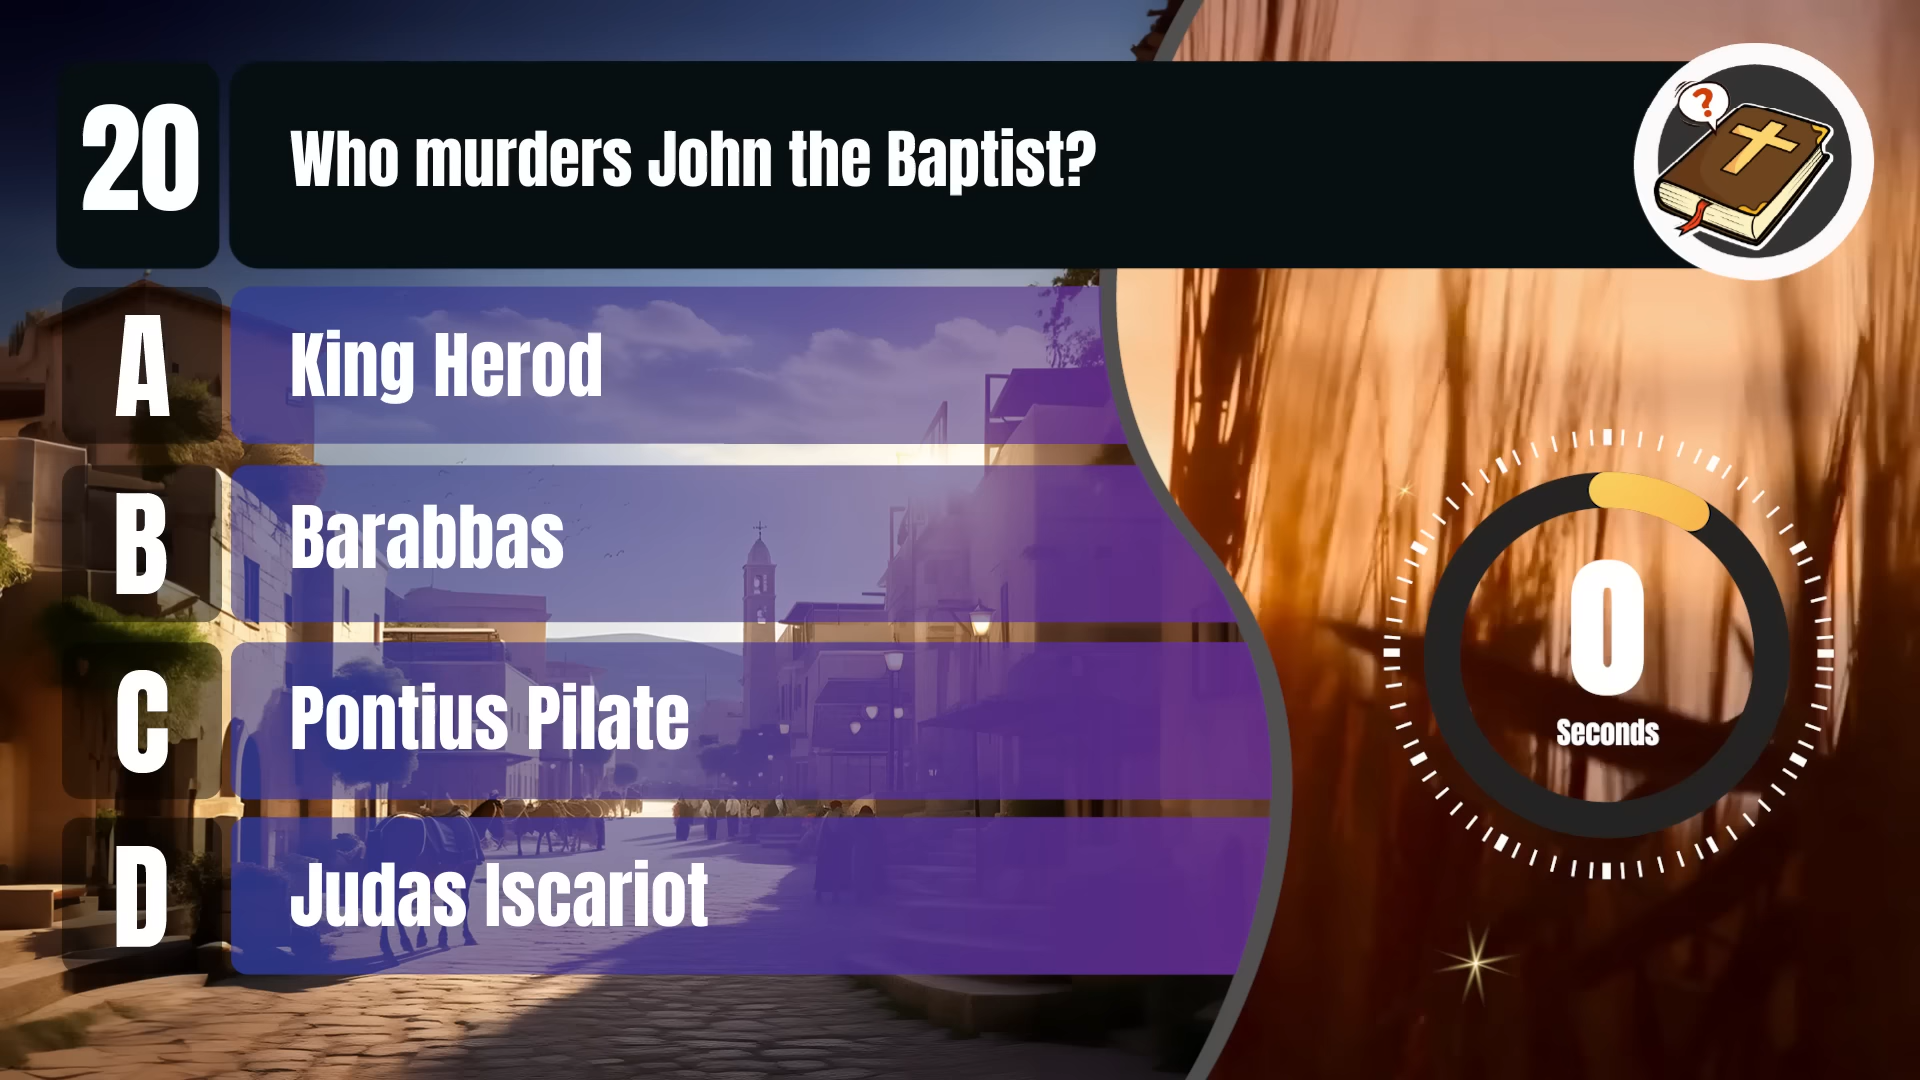 20
Who murders John the Baptist?
?
A
King Herod
B
Barabbas
C
Pontius Pilate
D
Judas Iscariot
0
Seconds